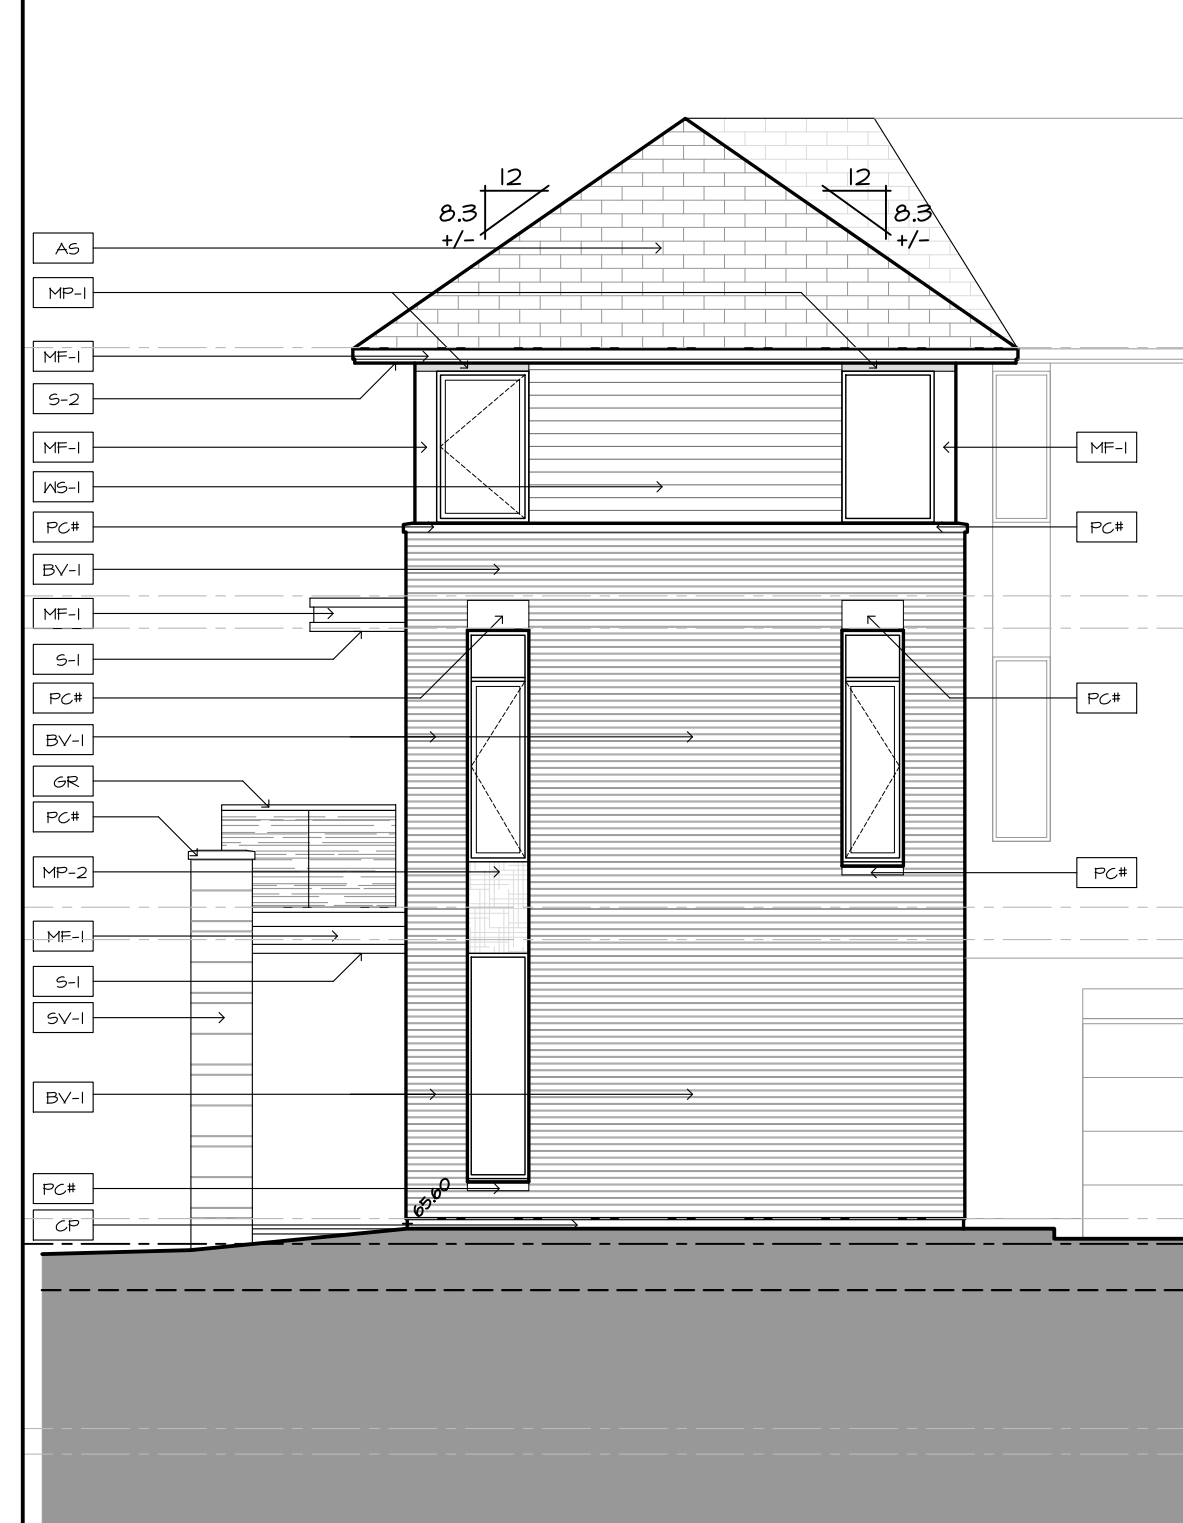 12
12
8.3
+/-
8.3
+/-
AS
MP-1
MF-1
S-2
MF-1
MF-1
WS-1
PC#
PC#
BV-1
MF-1
S-1
PC#
PC#
BV-1
GR
PC#
MP-2
PC#
MF-1
S-1
SV-1
BV-1
PC#
65.60
CP